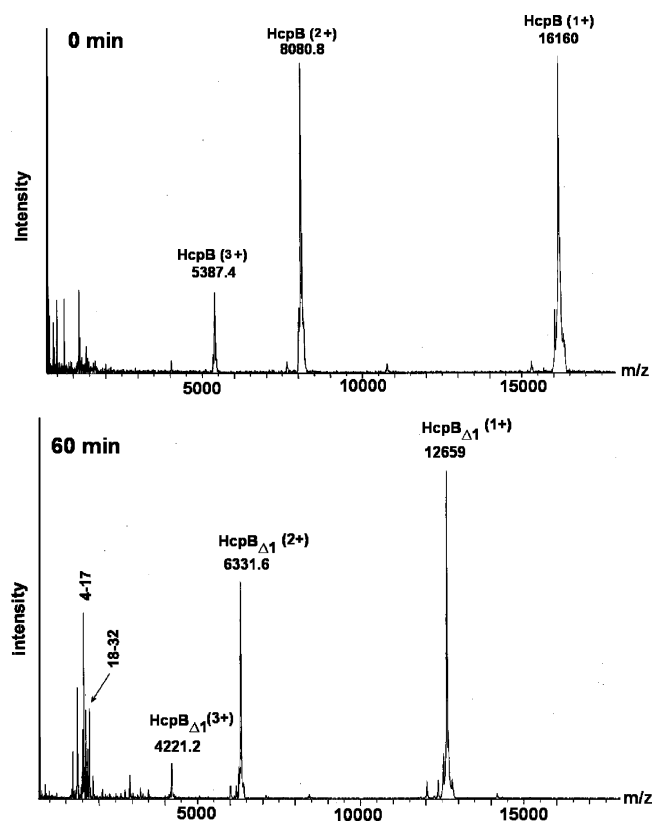 0 min
HcpB (2+)
8080.8
HcpB (1+)
16160
HcpB (3+)
5387.4
Intensity
5000 10000 15000 m/z
60 min
HcpBΔ1 (1+)
12659
HcpBΔ1 (2+)
6331.6
4-17
18-32
HcpBΔ1(3+)
4221.2
intensity
5000 10000 15000 m/z